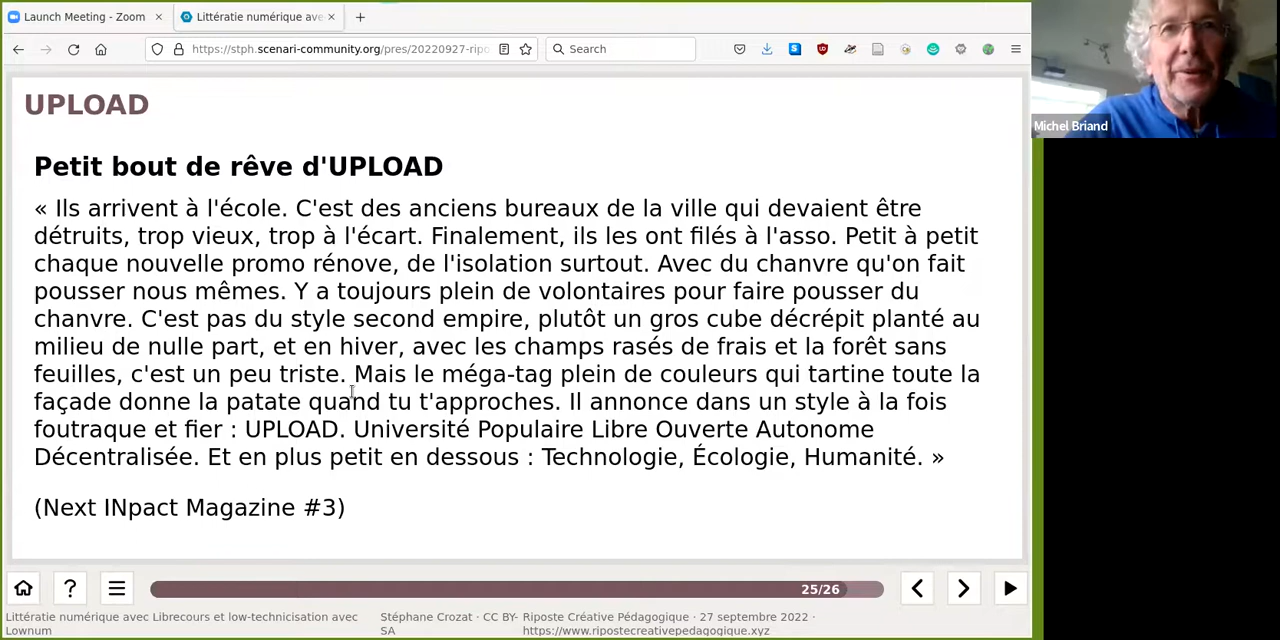 Launch Meeting - Zoom
Littératie numérique ave
https://stph.scenari-community.org/pres/20220927-ripo
Search
UPLOAD
Petit bout de rêve d'UPLOAD
« Ils arrivent à l'école. C'est des anciens bureaux de la ville qui devaient être
détruits, trop vieux, trop à l'écart. Finalement, ils les ont filés à l'asso. Petit à petit
chaque nouvelle promo rénove, de l'isolation surtout. Avec du chanvre qu'on fait
pousser nous mêmes. Y a toujours plein de volontaires pour faire pousser du
chanvre. C'est pas du style second empire, plutôt un gros cube décrépit planté au
milieu de nulle part, et en hiver, avec les champs rasés de frais et la forêt sans
feuilles, c'est un peu triste. Mais le méga-tag plein de couleurs qui tartine toute la
façade donne la patate quand tu t'approches. Il annonce dans un style à la fois
foutraque et fier : UPLOAD. Université Populaire Libre Ouverte Autonome
Décentralisée. Et en plus petit en dessous : Technologie, Écologie, Humanité. »
(Next INpact Magazine #3)
25/26
Littératie numérique avec Librecours et low-technicisation avec
Lownum
Stéphane Crozat · CC BY-
SA
Riposte Créative Pédagogique · 27 septembre 2022 ·
https://www.ripostecreativepedagogique.xyz
Michel Briand